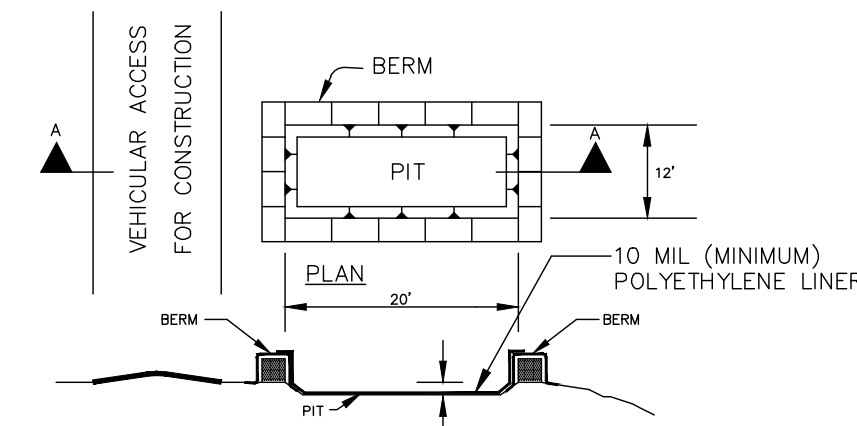 VEHICULAR ACCESS
FOR CONSTRUCTION
BERM
A
A
PIT
12'
10 MIL (MINIMUM)
POLYETHYLENE LINER
PLAN
20'
BERM
BERM
PIT